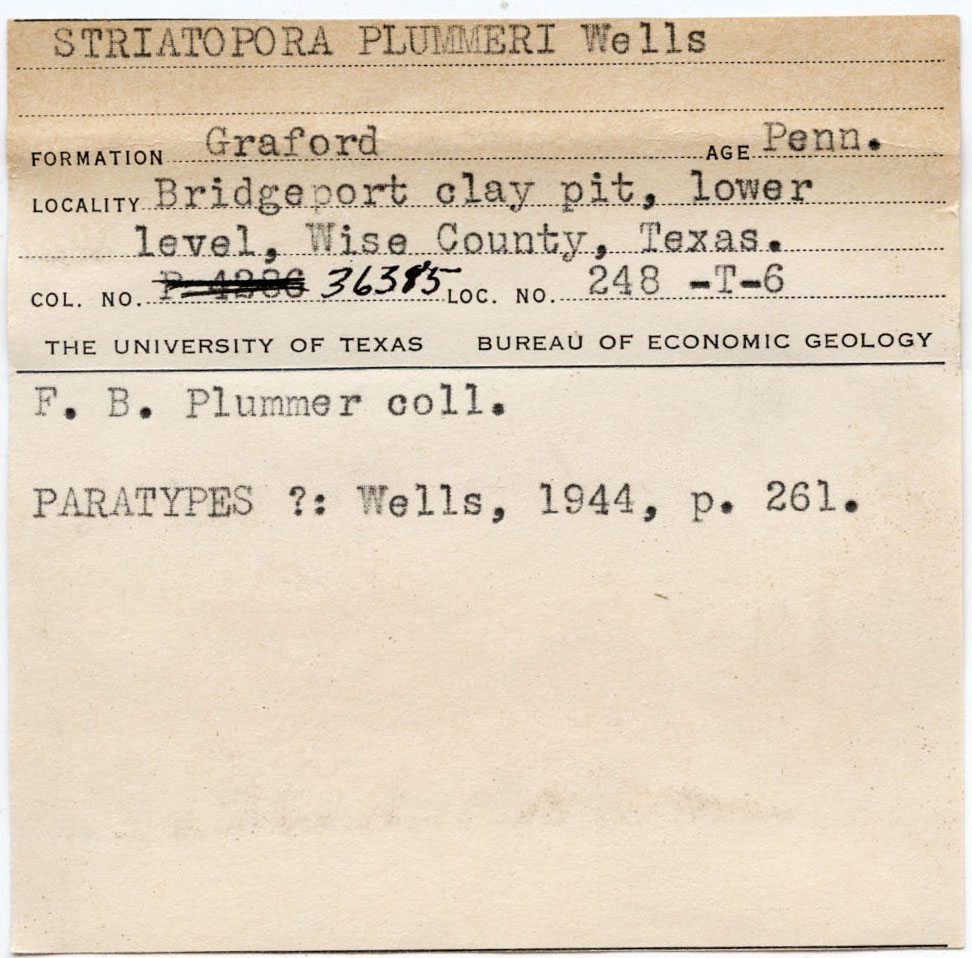 STRIATOPORA PLUMMERI Wells
FORMATION Graford AGE Penn.
LOCALITY Bridgeport clay pit, lower
level, Wise County, Texas.
COL. NO. P-4286 36385 LOC. NO. 248 -T-6
THE UNIVERSITY OF TEXAS BUREAU OF ECONOMIC GEOLOGY
F. B. Plummer coll.
PARATYPES ?: Wells, 1944, p. 261.